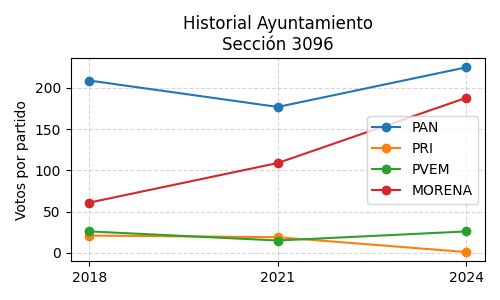 Historial Ayuntamiento
Sección 3096
Votos por partido
200
150
100
50
0
PAN
PRI
PVEM
MORENA
2018
2021
2024